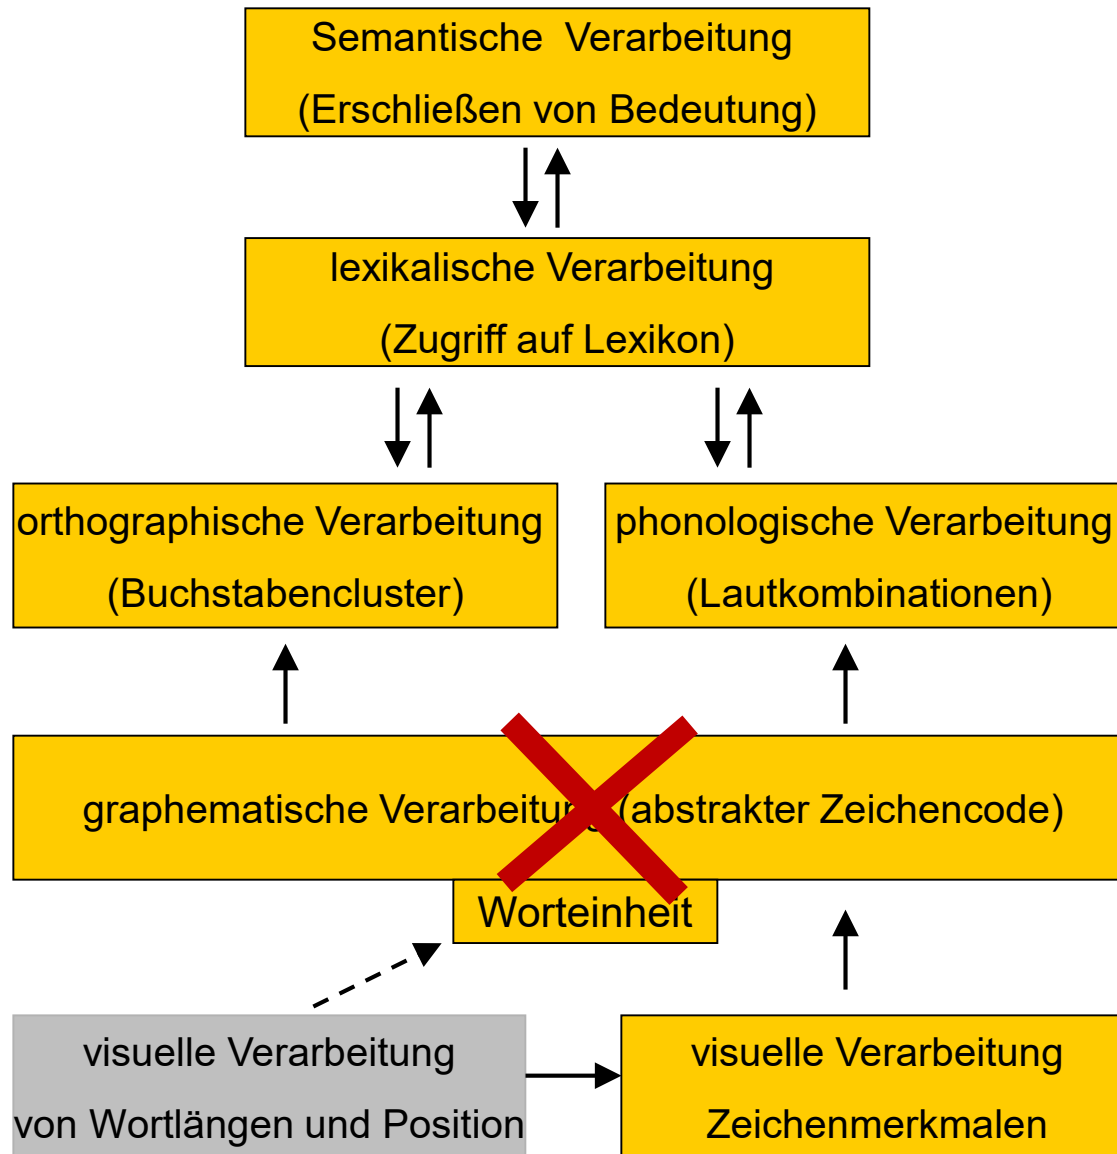 Semantische Verarbeitung
(Erschließen von Bedeutung)
lexikalische Verarbeitung
(Zugriff auf Lexikon)
orthographische Verarbeitung
(Buchstabencluster)
phonologische Verarbeitung
(Lautkombinationen)
graphematische Verarbeitung (abstrakter Zeichencode)
Worteinheit
visuelle Verarbeitung
von Wortlängen und Position
visuelle Verarbeitung
Zeichenmerkmalen